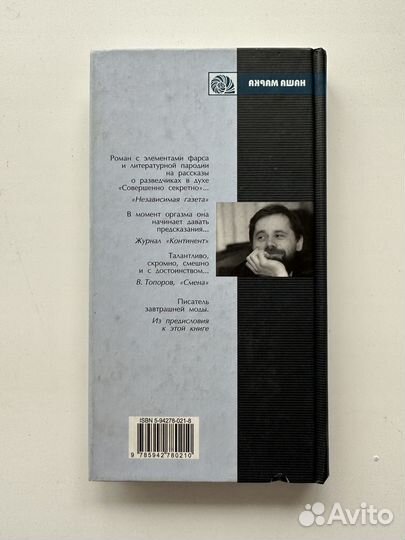 НАША МАРКА
Роман с элементами фарса
и литературной пародии
на рассказы
о разведчиках в духе
«Совершенно секретно»...
«Независимая газета»
В момент оргазма она
начинает давать
предсказания...
Журнал «Континент»
Талантливо,
скромно, смешно
и с достоинством...
В. Топоров, «Смена»
Писатель
завтрашней моды.
Из предисловия
к этой книге
ISBN 5-94278-021-8
9 785942 780210
Avito